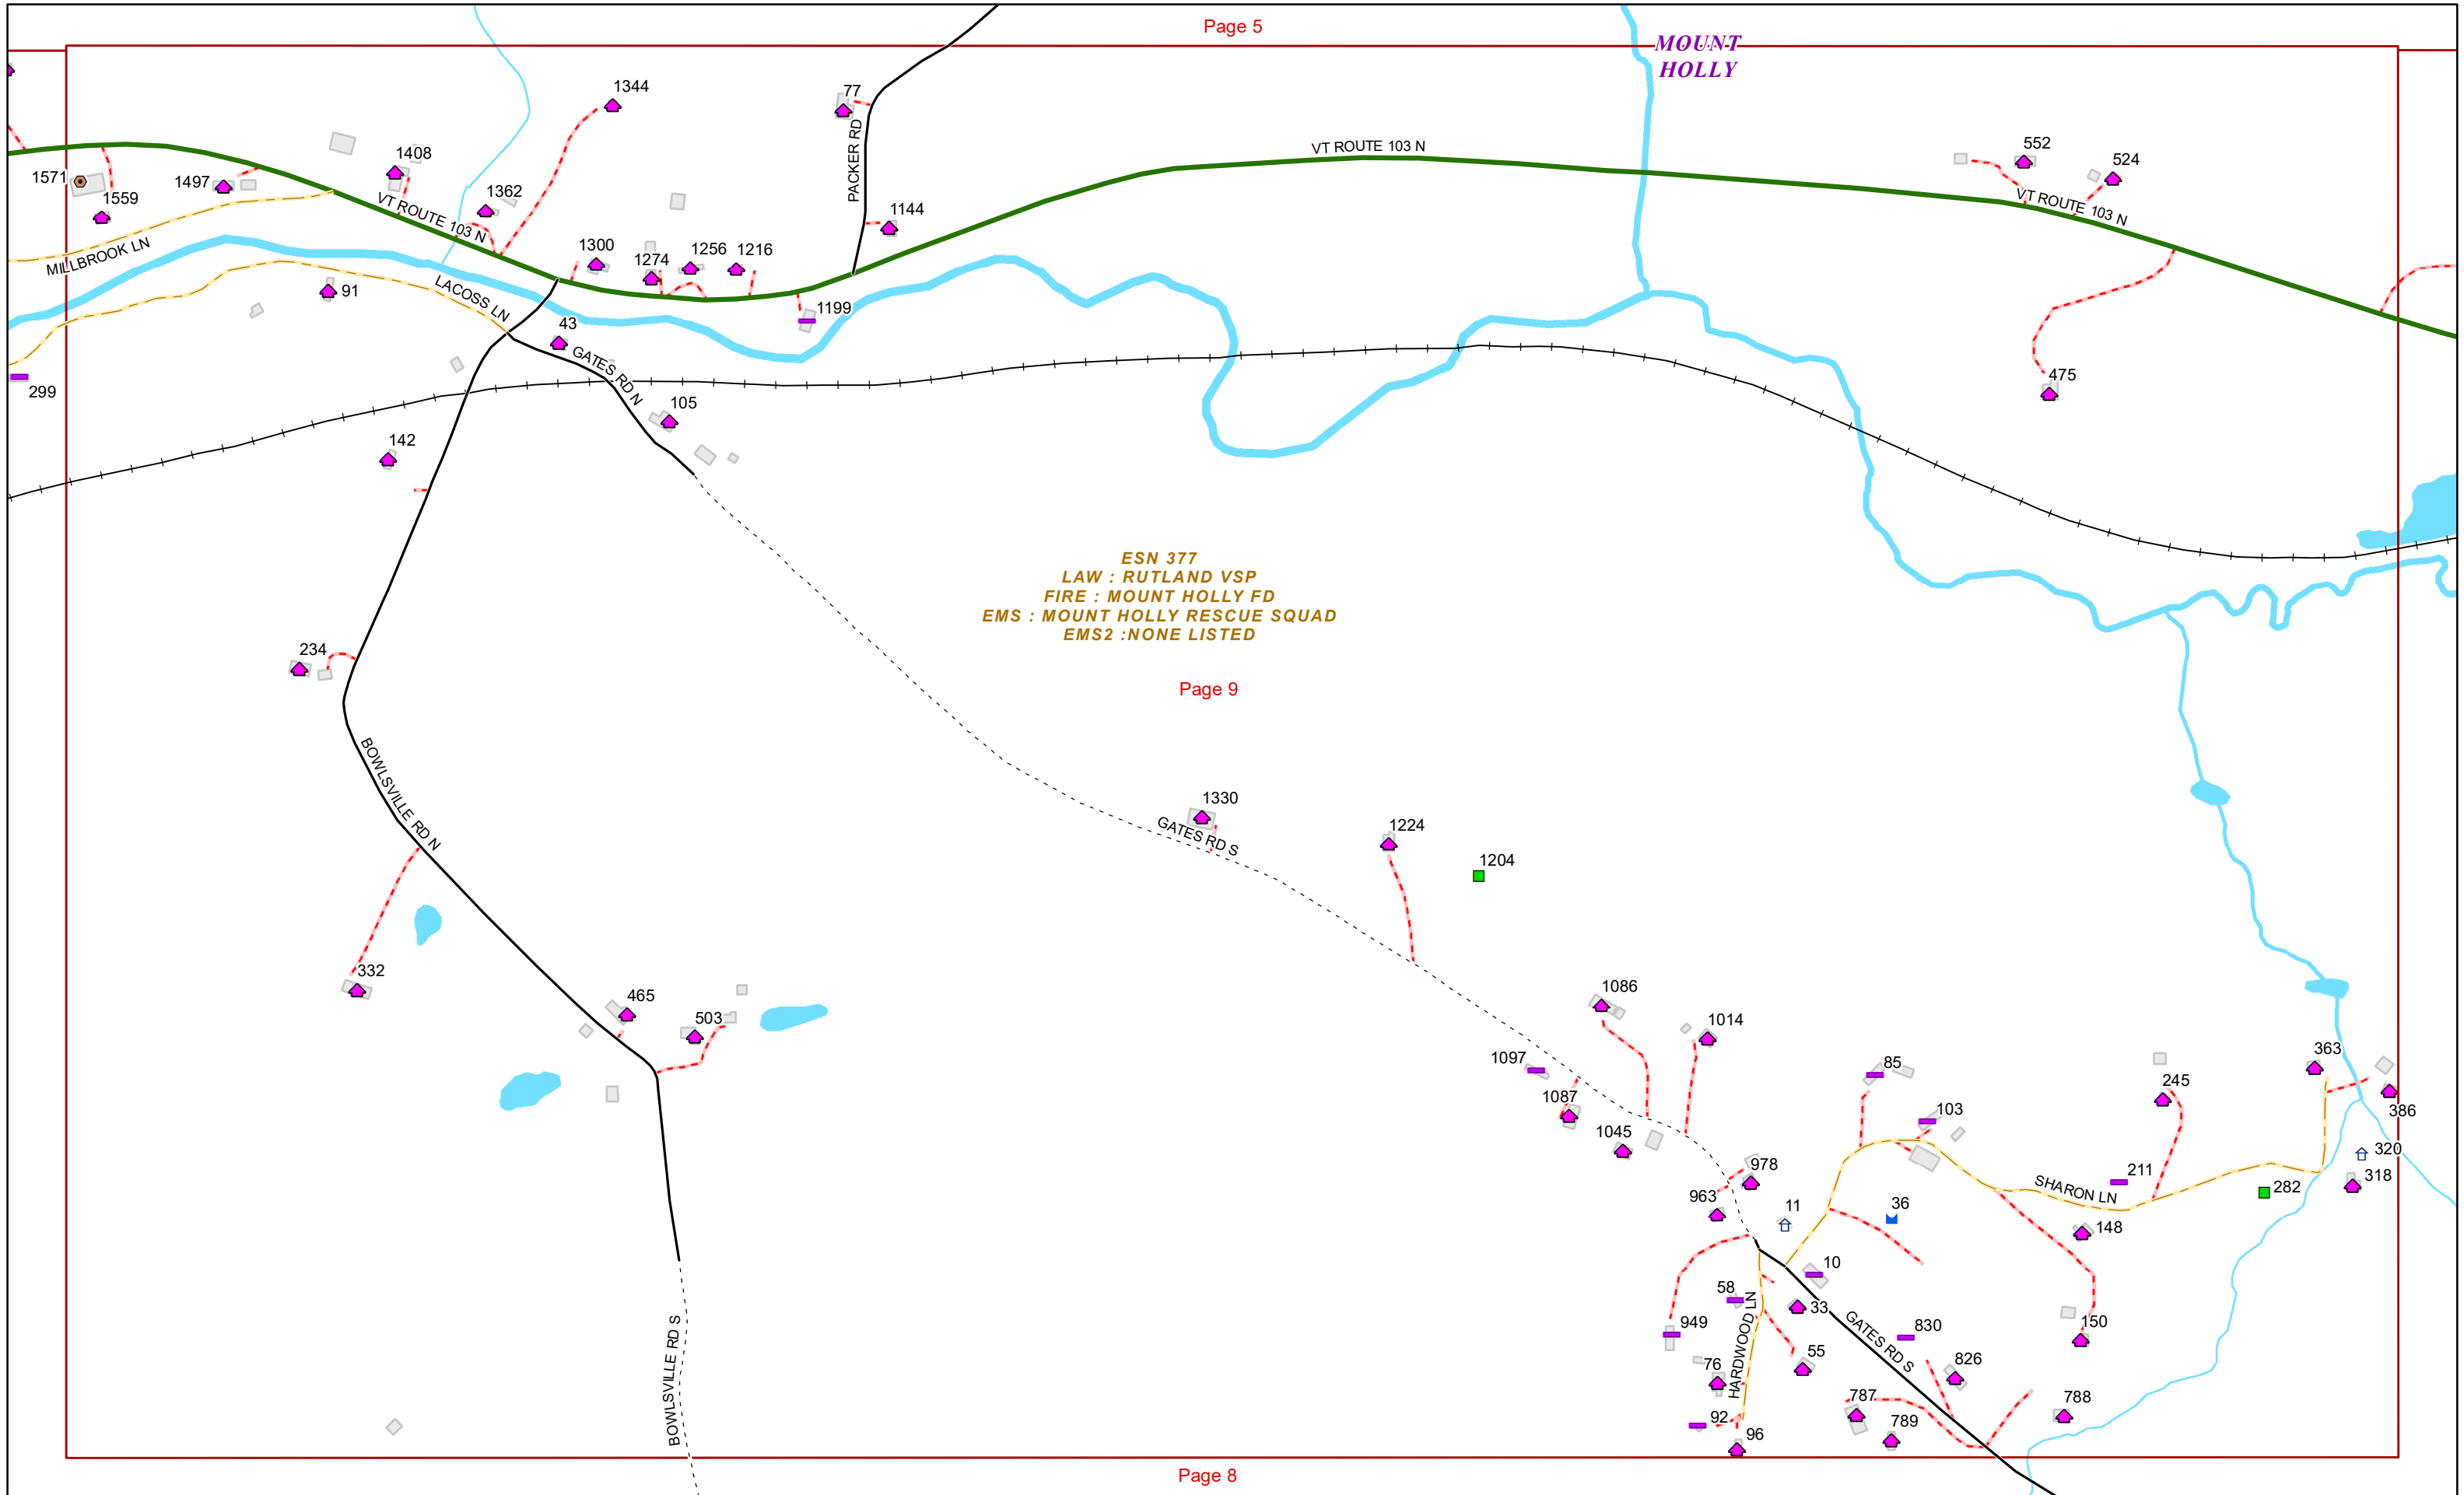 Page 5
MOUNT
HOLLY
1344
77
PACKER RD
VT ROUTE 103 N
552
524
VT ROUTE 103 N
1408
1571
1497
1559
1362
VT ROUTE 103 N
1144
MILLBROOK LN
1300
1274
1256
1216
91
LACOSS LN
1199
43
GATES RD N
299
475
105
142
ESN 377
LAW : RUTLAND VSP
FIRE : MOUNT HOLLY FD
EMS : MOUNT HOLLY RESCUE SQUAD
EMS2 :NONE LISTED
234
Page 9
BOWLSVILLE RD N
1330
GATES RD S
1224
1204
332
465
503
1086
1014
1097
1087
1045
85
103
245
363
386
320
318
282
211
SHARON LN
148
978
963
11
36
10
58
33
949
HARDWOOD LN
GATES RD S
830
150
55
76
826
787
788
789
92
96
BOWLSVILLE RD S
Page 8